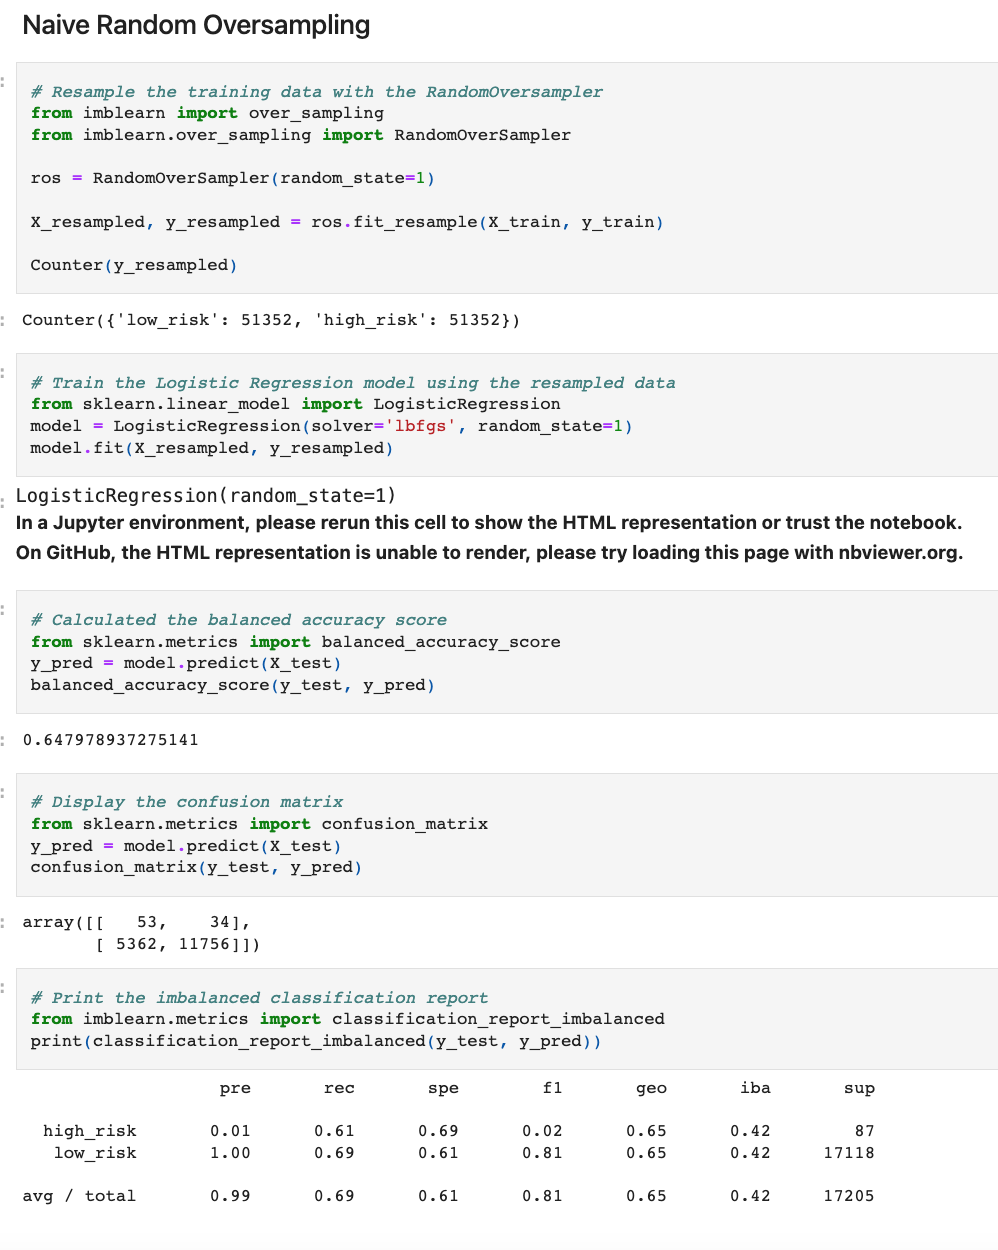 Naive Random Oversampling
# Resample the training data with the RandomOversampler
from imblearn import over_sampling
from imblearn.over_sampling import RandomOverSampler
ros = RandomOverSampler(random_state=1)
X_resampled, y_resampled = ros.fit_resample(X_train, y_train)
Counter(y_resampled)
Counter({'low_risk': 51352, 'high_risk': 51352})
# Train the Logistic Regression model using the resampled data
from sklearn.linear_model import LogisticRegression
model = LogisticRegression(solver='lbfgs', random_state=1)
model.fit(X_resampled, y_resampled)
LogisticRegression(random_state=1)
In a Jupyter environment, please rerun this cell to show the HTML representation or trust the notebook.
On GitHub, the HTML representation is unable to render, please try loading this page with nbviewer.org.
# Calculated the balanced accuracy score
from sklearn.metrics import balanced_accuracy_score
y_pred = model.predict(X_test)
balanced_accuracy_score(y_test, y_pred)
0.647978937275141
# Display the confusion matrix
from sklearn.metrics import confusion_matrix
y_pred = model.predict(X_test)
confusion_matrix(y_test, y_pred)
array([[   53,    34],
       [ 5362, 11756]])
# Print the imbalanced classification report
from imblearn.metrics import classification_report_imbalanced
print(classification_report_imbalanced(y_test, y_pred))
pre rec spe f1 geo iba sup
high_risk 0.01 0.61 0.69 0.02 0.65 0.42 87
low_risk 1.00 0.69 0.61 0.81 0.65 0.42 17118
avg / total 0.99 0.69 0.61 0.81 0.65 0.42 17205